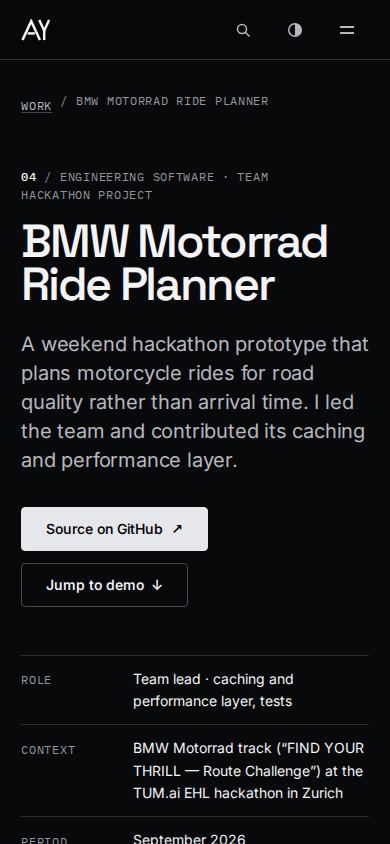 AY
WORK / BMW MOTORRAD RIDE PLANNER
04 / ENGINEERING SOFTWARE · TEAM
HACKATHON PROJECT
BMW Motorrad
Ride Planner
A weekend hackathon prototype that
plans motorcycle rides for road
quality rather than arrival time. I led
the team and contributed its caching
and performance layer.
Source on GitHub ↗
Jump to demo ↓
ROLE
Team lead · caching and
performance layer, tests
CONTEXT
BMW Motorrad track (“FIND YOUR
THRILL — Route Challenge”) at the
TUM.ai EHL hackathon in Zurich
PERIOD
September 2026